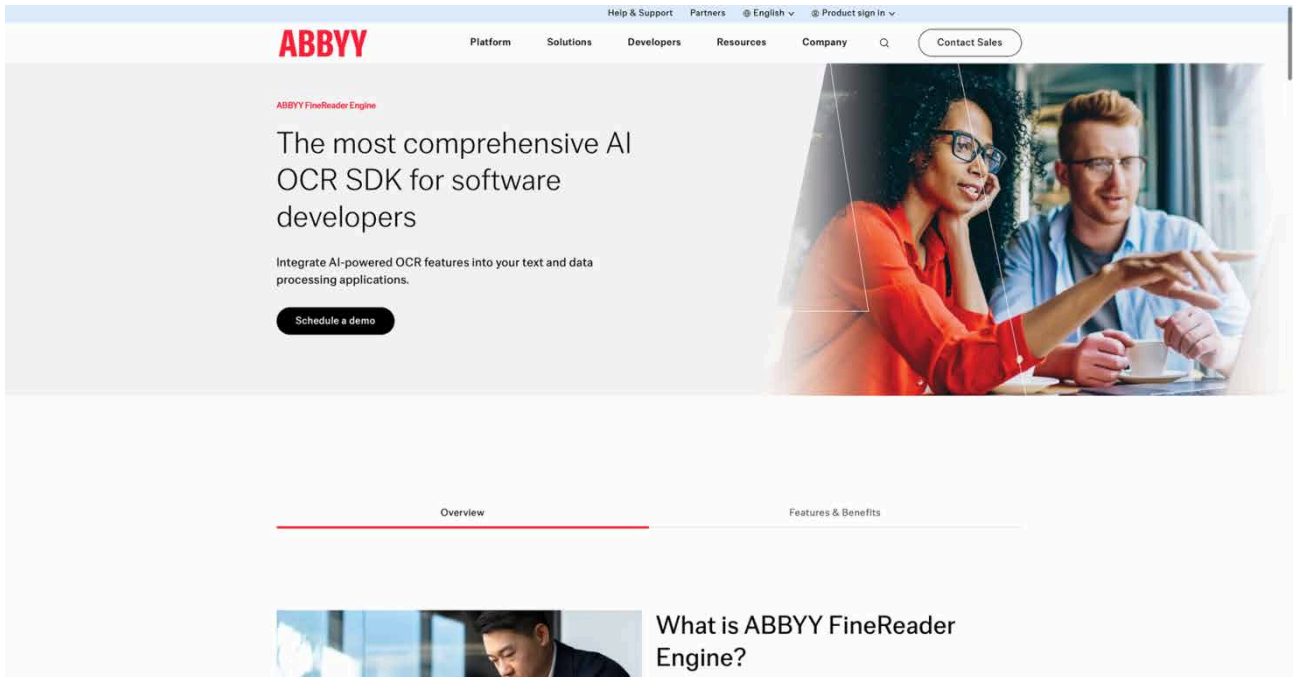 Help & Support Partners English Product sign in
ABBYY Platform Solutions Developers Resources Company Contact Sales
ABBYY FineReader Engine
The most comprehensive AI
OCR SDK for software
developers
Integrate AI-powered OCR features into your text and data
processing applications.
Schedule a demo
Overview Features & Benefits
What is ABBYY FineReader
Engine?